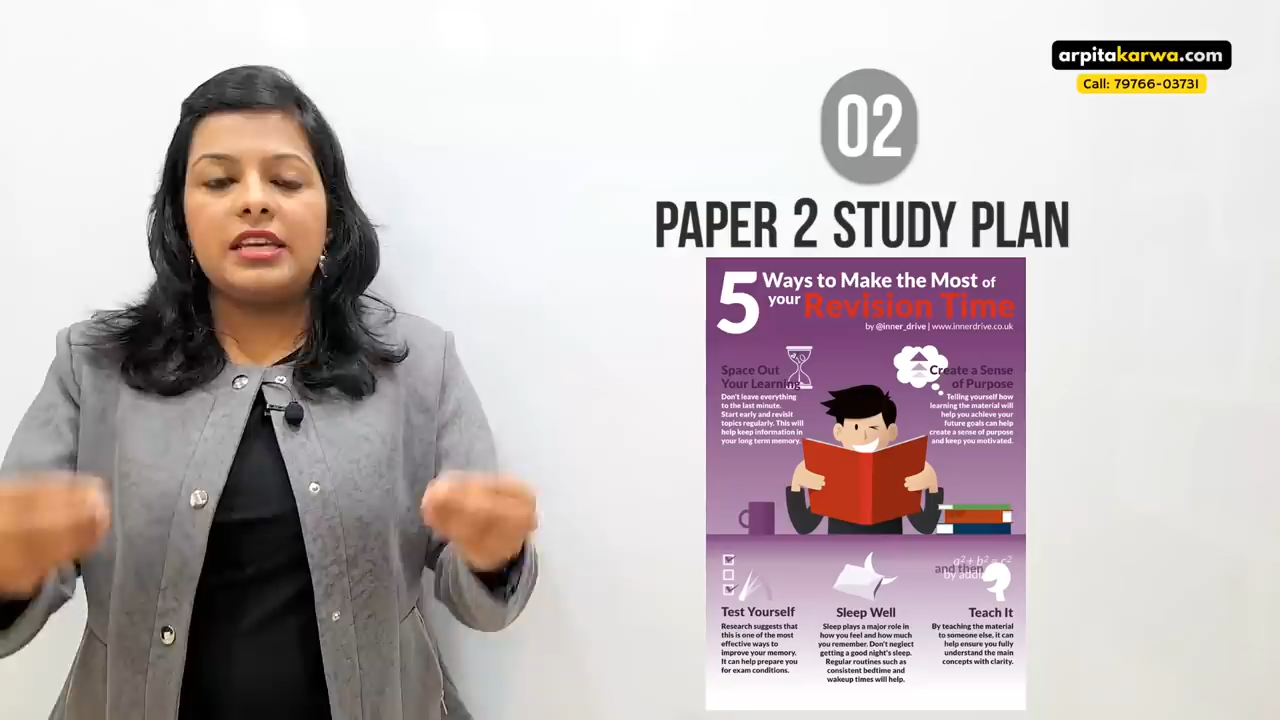 arpitakarwa.com
Call: 79766-03731
02
PAPER 2 STUDY PLAN
5 Ways to Make the Most of
your Revision Time
by @inner_drive | www.innerdrive.co.uk
Space Out
Your Learning
Don't leave everything
to the last minute.
Start early and revisit
topics regularly. This will
help keep information in
your long term memory.
Create a Sense
of Purpose
Telling yourself how
learning the material will
help you achieve your
future goals can help
create a sense of purpose
and keep you motivated.
Test Yourself
Research suggests that
this is one of the most
effective ways to
improve your memory.
It can help prepare you
for exam conditions.
Sleep Well
Sleep plays a major role in
how you feel and how much
you remember. Don't neglect
getting a good night's sleep.
Regular routines such as
consistent bedtime and
wakeup times will help.
a² + b² = c²
and then
by
Teach It
By teaching the material
to someone else, it can
help ensure you fully
understand the main
concepts with clarity.